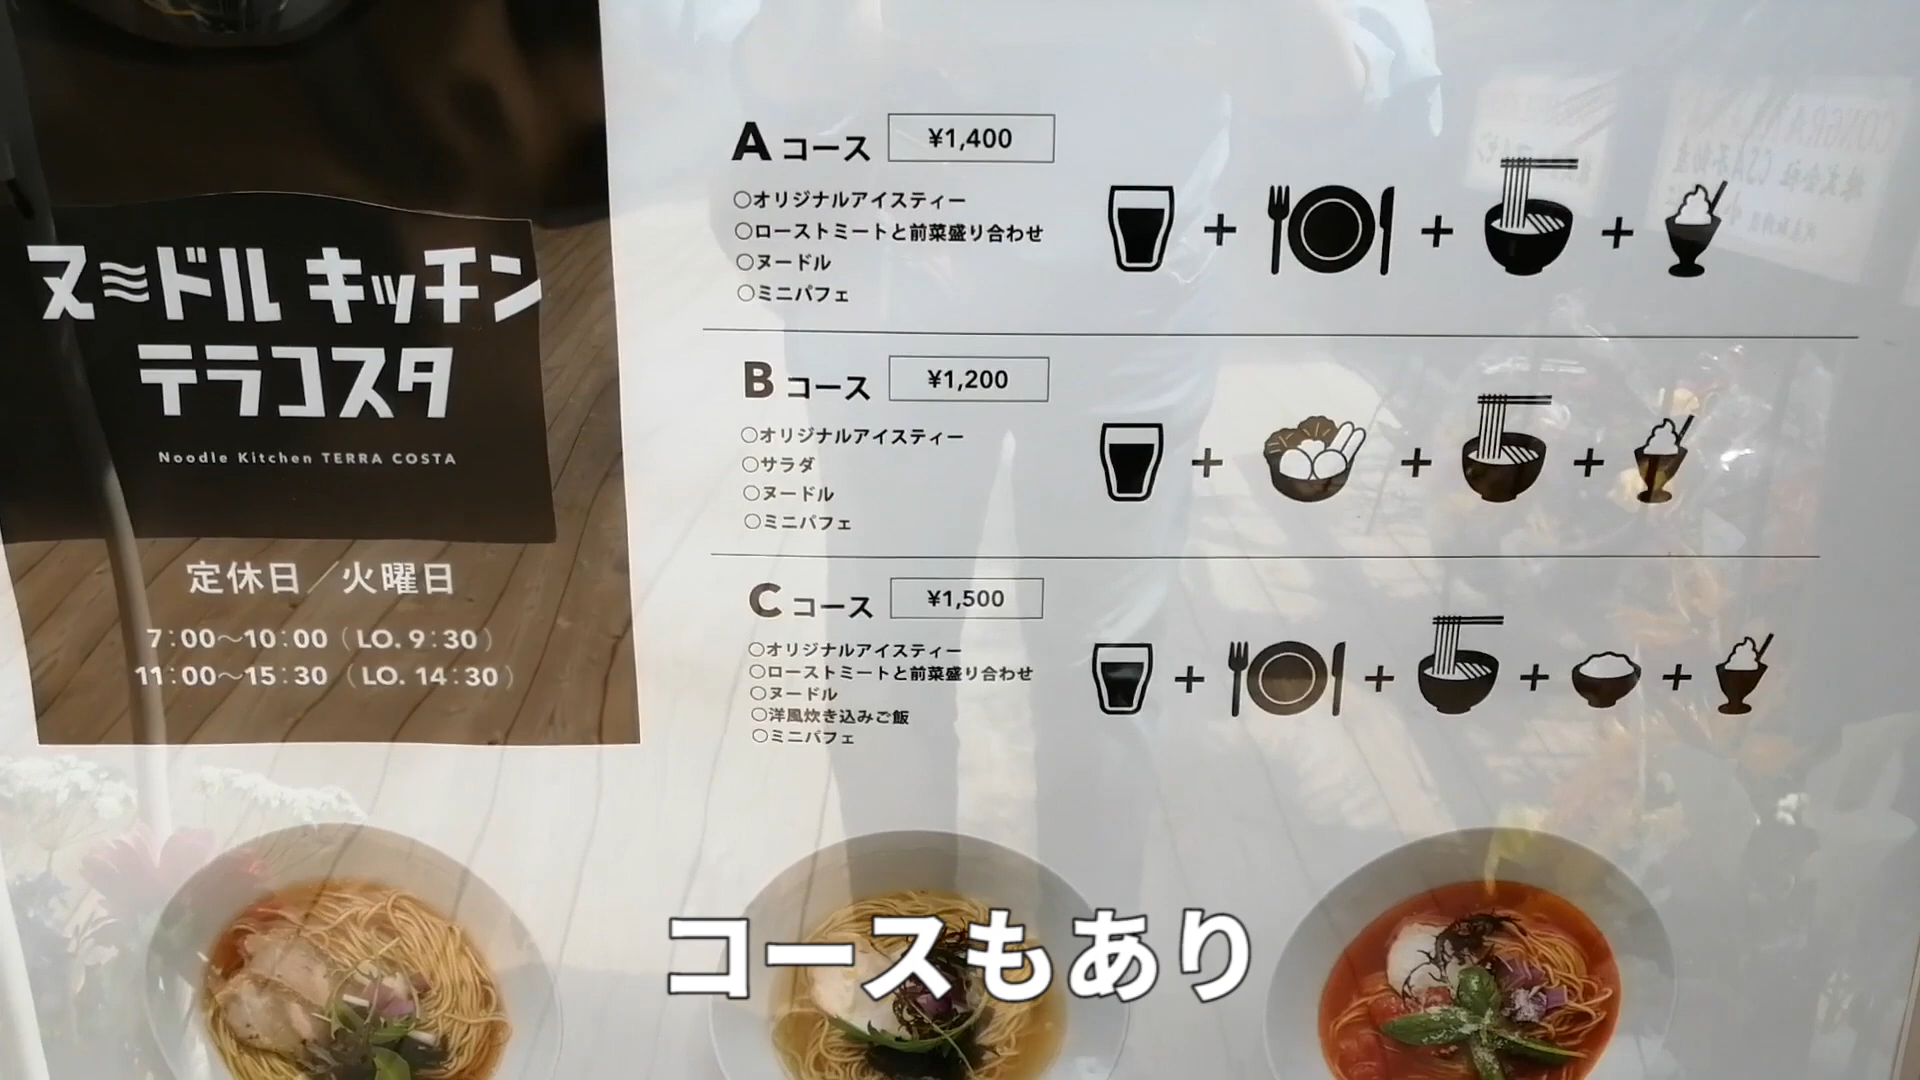 ヌードル キッチン
テラコスタ
Noodle Kitchen TERRA COSTA
定休日／火曜日
7:00〜10:00（LO. 9:30）
11:00〜15:30（LO. 14:30）
A コース ¥1,400
○オリジナルアイスティー
○ローストミートと前菜盛り合わせ
○ヌードル
○ミニパフェ
B コース ¥1,200
○オリジナルアイスティー
○サラダ
○ヌードル
○ミニパフェ
C コース ¥1,500
○オリジナルアイスティー
○ローストミートと前菜盛り合わせ
○ヌードル
○洋風炊き込みご飯
○ミニパフェ
コースもあり